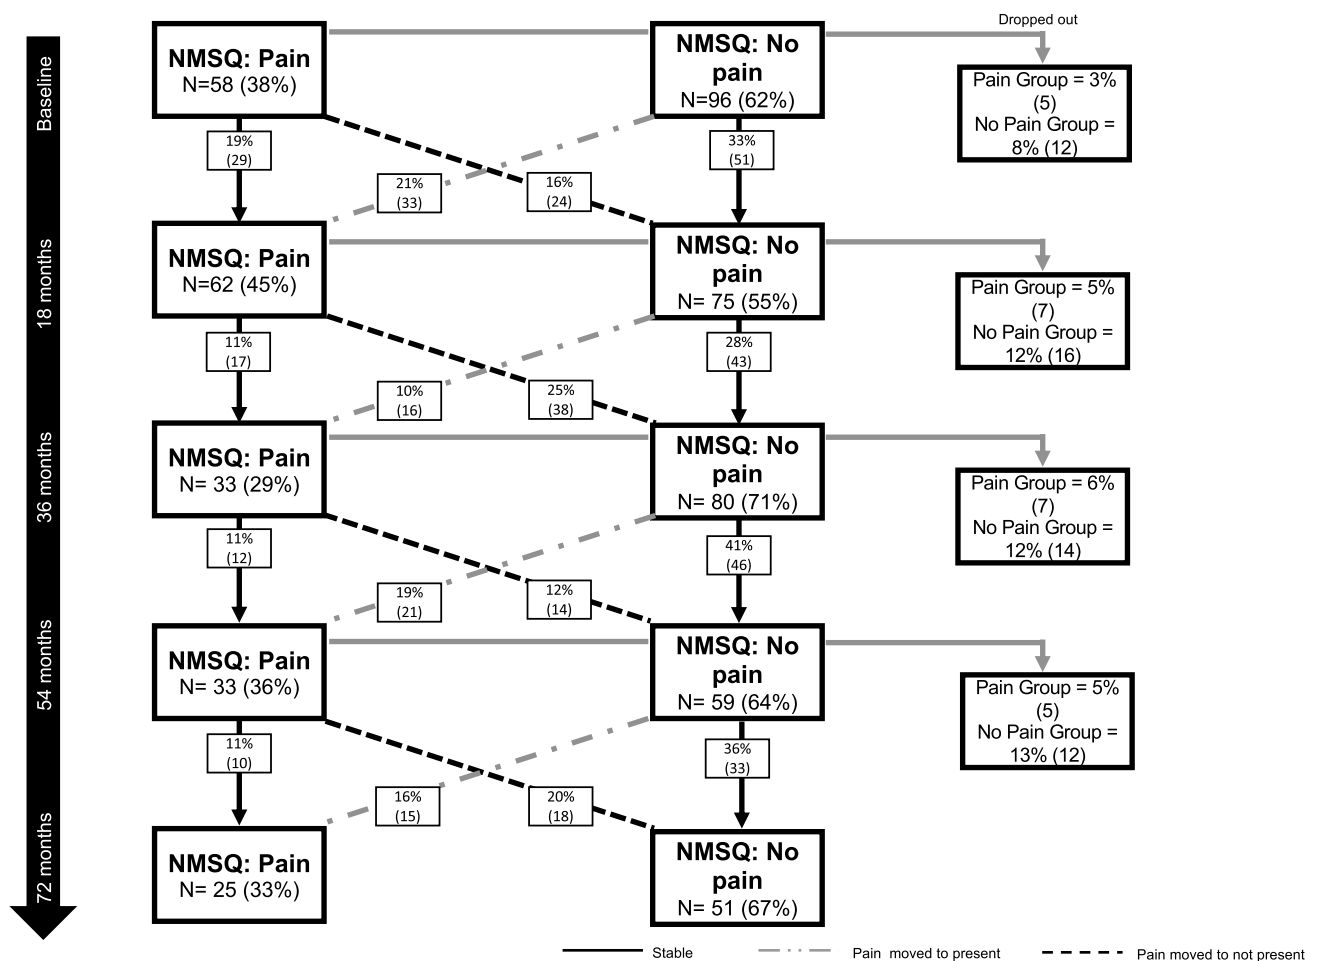 Dropped out
Baseline
NMSQ: Pain
N=58 (38%)
NMSQ: No
pain
N=96 (62%)
Pain Group = 3%
(5)
No Pain Group =
8% (12)
19%
(29)
21%
(33)
16%
(24)
33%
(51)
18 months
NMSQ: Pain
N=62 (45%)
NMSQ: No
pain
N= 75 (55%)
Pain Group = 5%
(7)
No Pain Group =
12% (16)
11%
(17)
10%
(16)
25%
(38)
28%
(43)
36 months
NMSQ: Pain
N= 33 (29%)
NMSQ: No
pain
N= 80 (71%)
Pain Group = 6%
(7)
No Pain Group =
12% (14)
11%
(12)
19%
(21)
12%
(14)
41%
(46)
54 months
NMSQ: Pain
N= 33 (36%)
NMSQ: No
pain
N= 59 (64%)
Pain Group = 5%
(5)
No Pain Group =
13% (12)
11%
(10)
16%
(15)
20%
(18)
36%
(33)
72 months
NMSQ: Pain
N= 25 (33%)
NMSQ: No
pain
N= 51 (67%)
Stable
Pain moved to present
Pain moved to not present